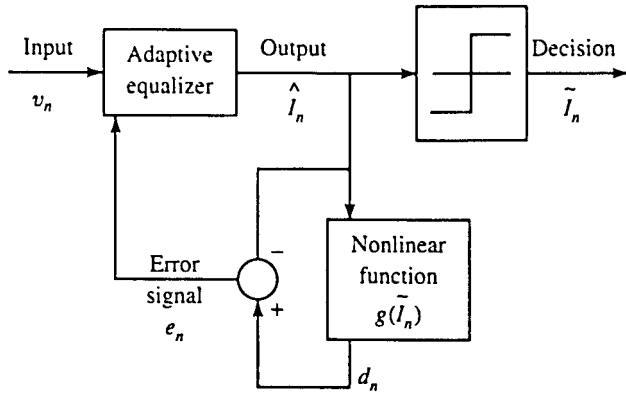 Input
Adaptive
equalizer
Output
Decision
v_n
Î_n
Ĩ_n
−
Nonlinear
function
g(Ĩ_n)
Error
signal
e_n
+
d_n